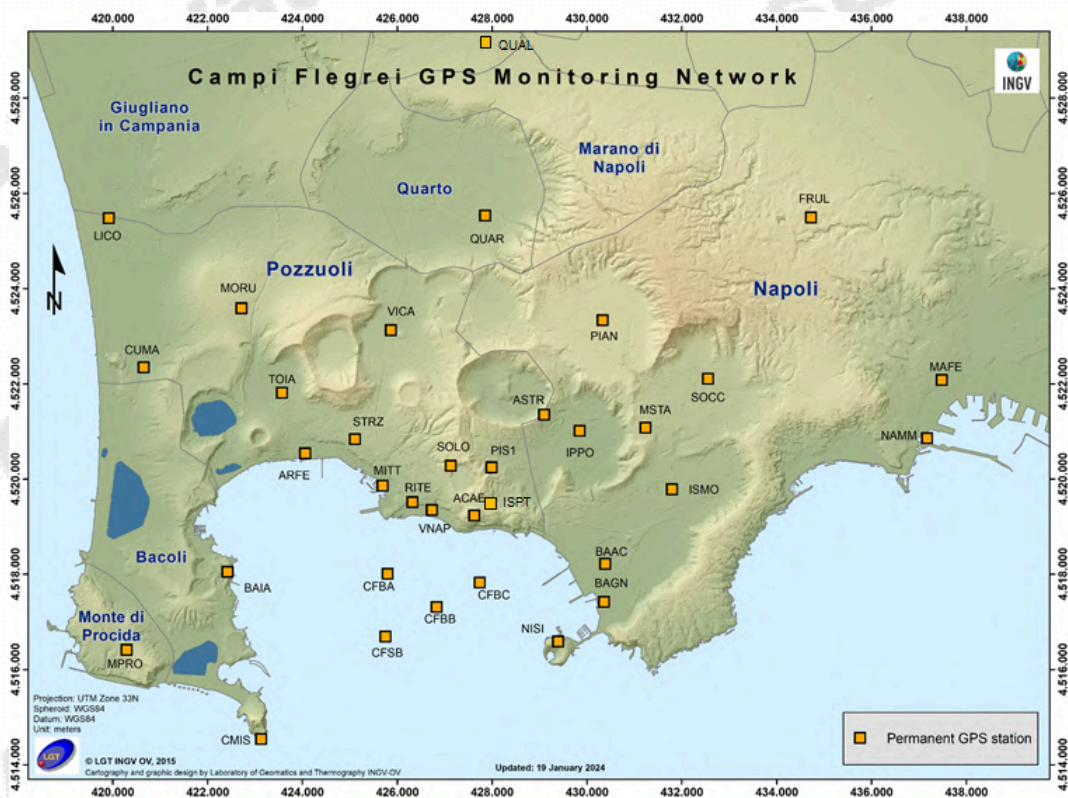 420.000 422.000 424.000 426.000 428.000 430.000 432.000 434.000 436.000 438.000
QUAL
Campi Flegrei GPS Monitoring Network
INGV
4.528.000
4.528.000
Giugliano
in Campania
Marano di
Napoli
Quarto
4.526.000
4.526.000
FRUL
LICO
QUAR
Pozzuoli
Napoli
4.524.000
4.524.000
MORU
N
VICA
PIAN
CUMA
MAFE
TOIA
SOCC
4.522.000
4.522.000
ASTR
MSTA
STRZ
NAMM
SOLO
PIS1
IPPO
ARFE
4.520.000
4.520.000
MITT
RITE
ACAE
ISPT
ISMO
VNAP
BAAC
Bacoli
4.518.000
4.518.000
BAIA
CFBA
CFBC
BAGN
CFBB
Monte di
Procida
NISI
CFSB
MPRO
4.516.000
4.516.000
Projection: UTM Zone 33N
Spheroid: WGS84
Datum: WGS84
Unit: meters
CMIS
Permanent GPS station
LGT
© LGT INGV OV, 2015
Cartography and graphic design by Laboratory of Geomatics and Thermography INGV-OV
Updated: 19 January 2024
4.514.000
4.514.000
420.000 422.000 424.000 426.000 428.000 430.000 432.000 434.000 436.000 438.000